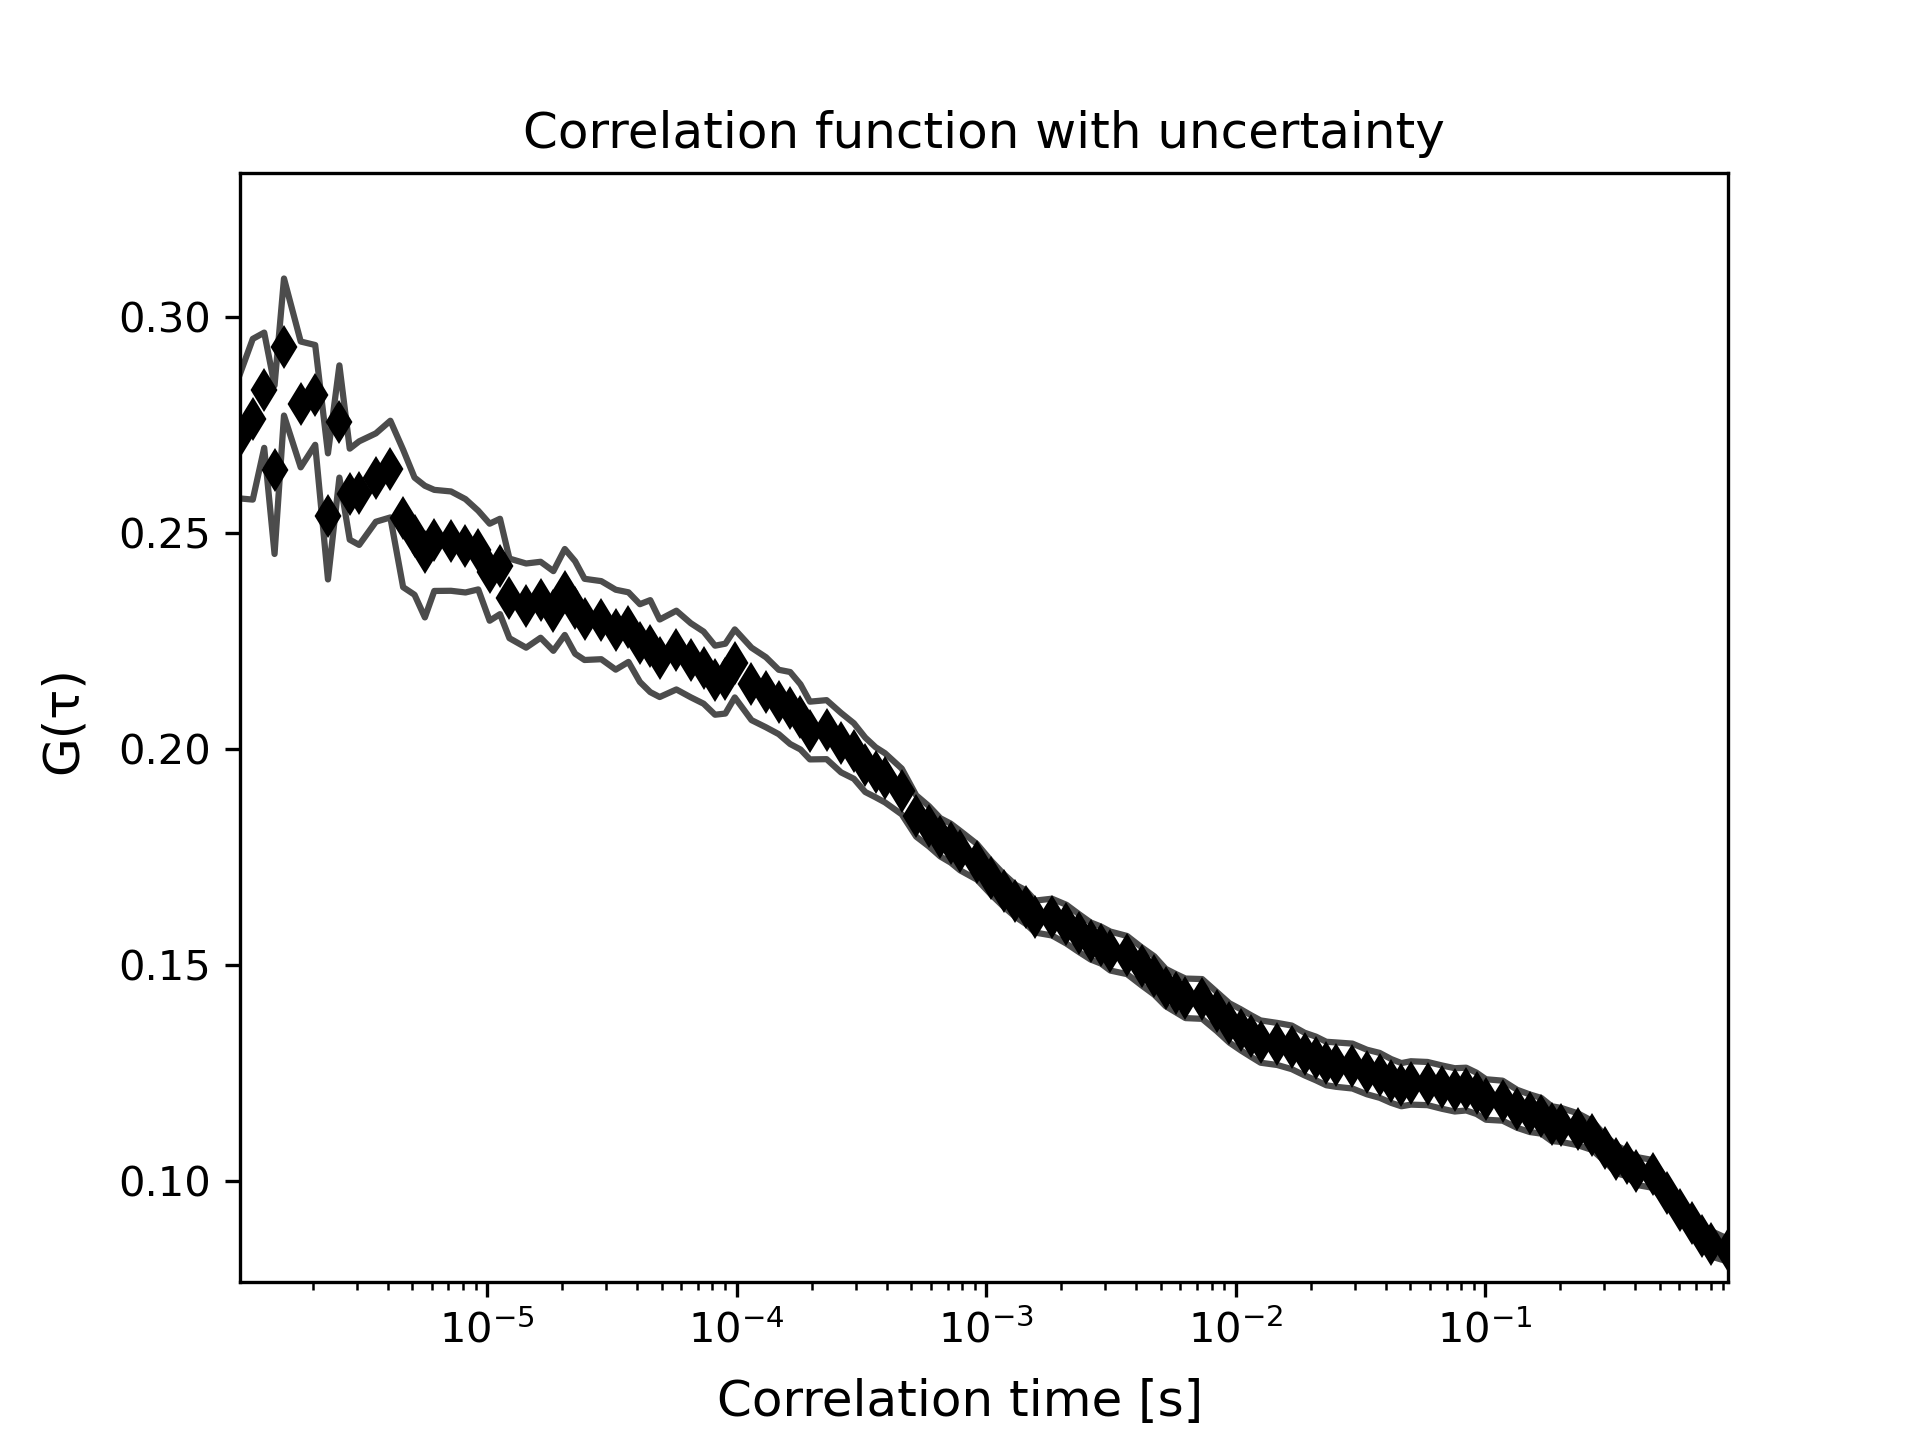 Correlation function with uncertainty
G(τ)
0.30
0.25
0.20
0.15
0.10
10⁻⁵ 10⁻⁴ 10⁻³ 10⁻² 10⁻¹
Correlation time [s]